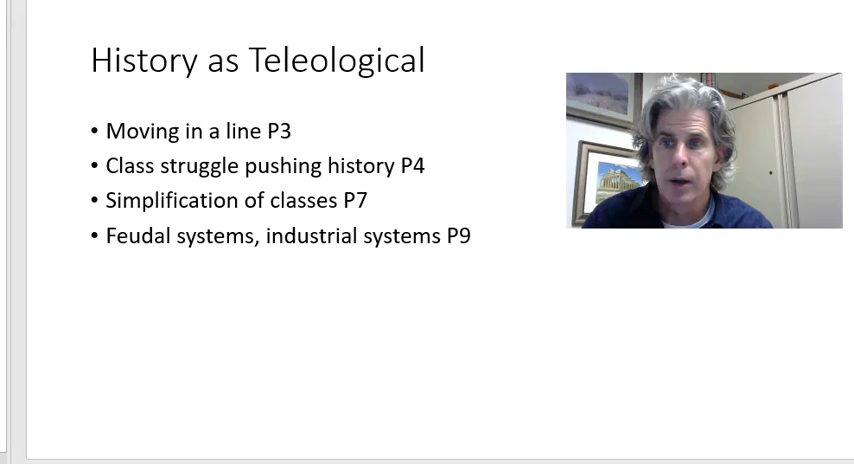 History as Teleological
• Moving in a line P3
• Class struggle pushing history P4
• Simplification of classes P7
• Feudal systems, industrial systems P9